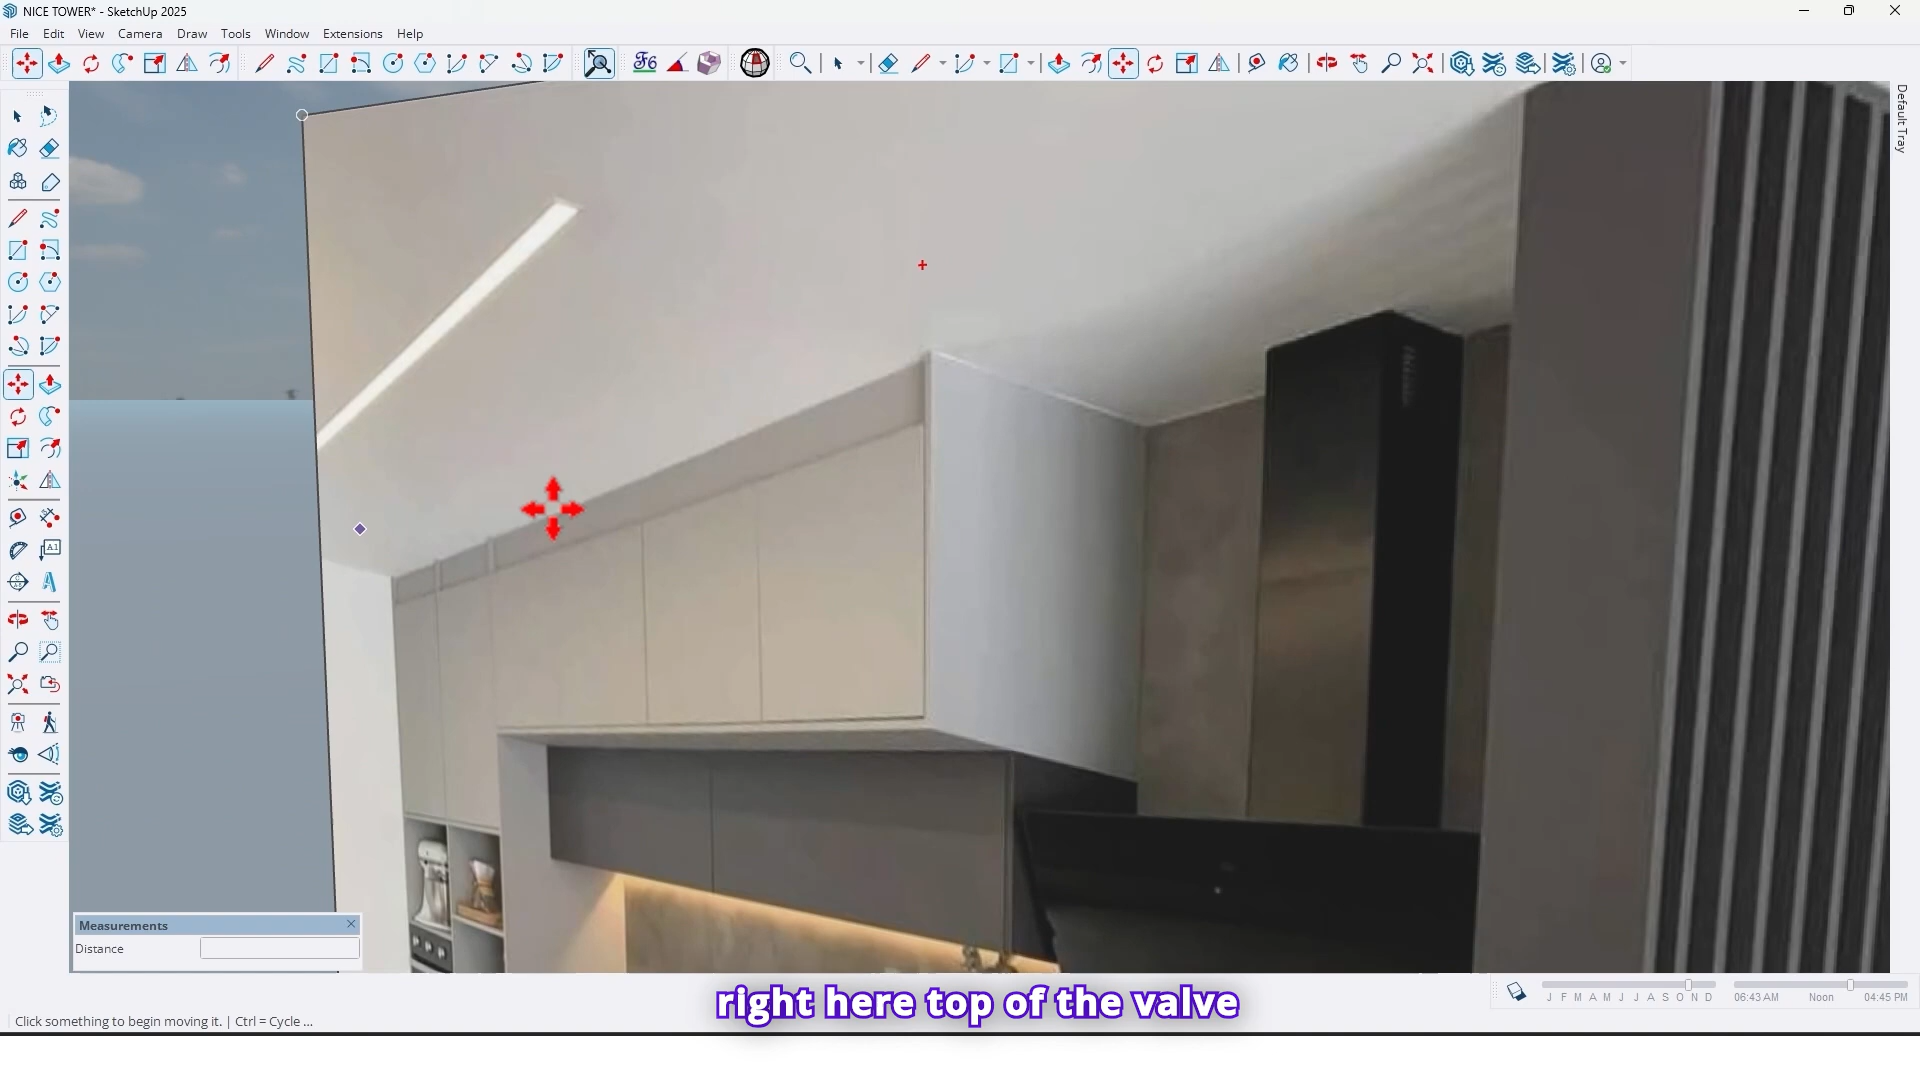 NICE TOWER* - SketchUp 2025
File Edit View Camera Draw Tools Window Extensions Help
Default Tray
A1
Measurements
Distance
J F M A M J J A S O N D
06:43 AM Noon 04:45 PM
right here top of the valve
Click something to begin moving it. | Ctrl = Cycle ...